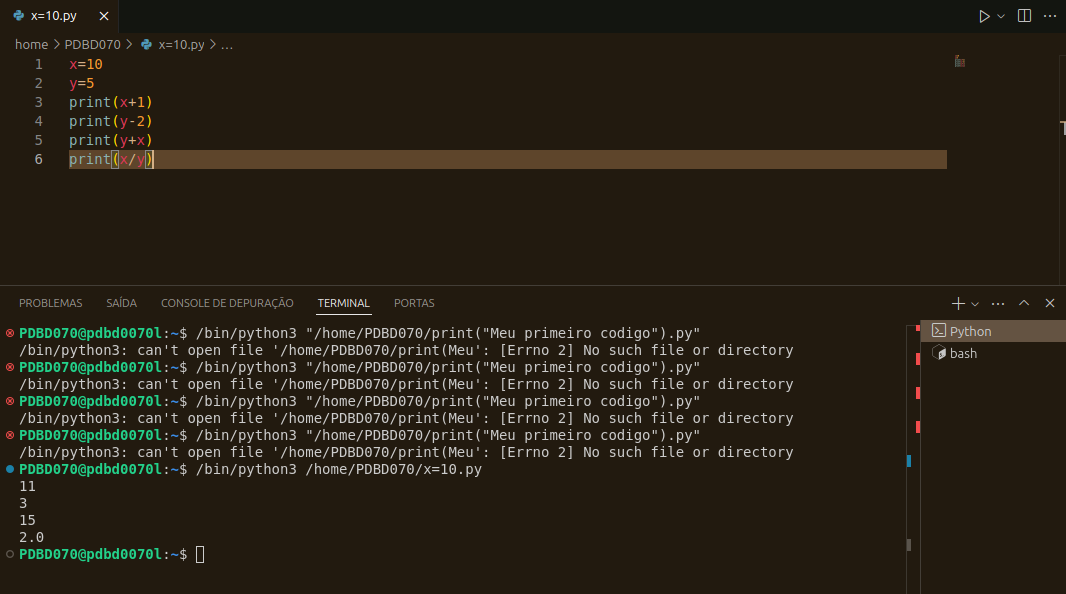 x=10.py
home > PDBD070 > x=10.py > ...
1 x=10
2 y=5
3 print(x+1)
4 print(y-2)
5 print(y+x)
6 print(x/y)
PROBLEMAS SAÍDA CONSOLE DE DEPURAÇÃO TERMINAL PORTAS
PDBD070@pdbd0070l:~$ /bin/python3 "/home/PDBD070/print("Meu primeiro codigo").py"
/bin/python3: can't open file '/home/PDBD070/print(Meu': [Errno 2] No such file or directory
PDBD070@pdbd0070l:~$ /bin/python3 "/home/PDBD070/print("Meu primeiro codigo").py"
/bin/python3: can't open file '/home/PDBD070/print(Meu': [Errno 2] No such file or directory
PDBD070@pdbd0070l:~$ /bin/python3 "/home/PDBD070/print("Meu primeiro codigo").py"
/bin/python3: can't open file '/home/PDBD070/print(Meu': [Errno 2] No such file or directory
PDBD070@pdbd0070l:~$ /bin/python3 "/home/PDBD070/print("Meu primeiro codigo").py"
/bin/python3: can't open file '/home/PDBD070/print(Meu': [Errno 2] No such file or directory
PDBD070@pdbd0070l:~$ /bin/python3 /home/PDBD070/x=10.py
11
3
15
2.0
PDBD070@pdbd0070l:~$
Python
bash